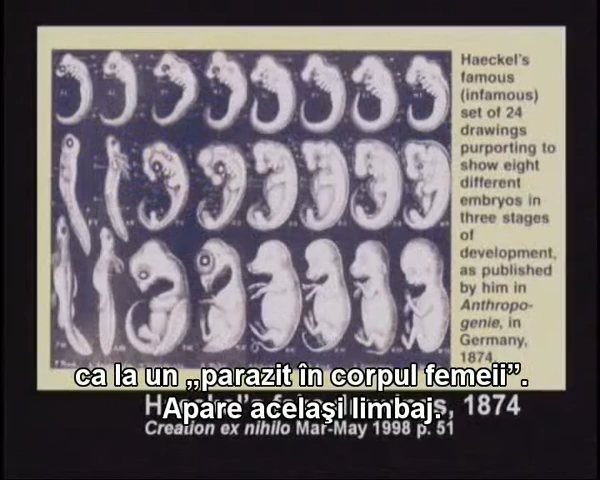 Haeckel's
famous
(infamous)
set of 24
drawings
purporting to
show eight
different
embryos in
three stages
of
development,
as published
by him in
Anthropo-
genie, in
Germany,
1874.
ca la un „parazit în corpul femeii”.
Apare acelaşi limbaj.
, 1874
Creation ex nihilo Mar-May 1998 p. 51